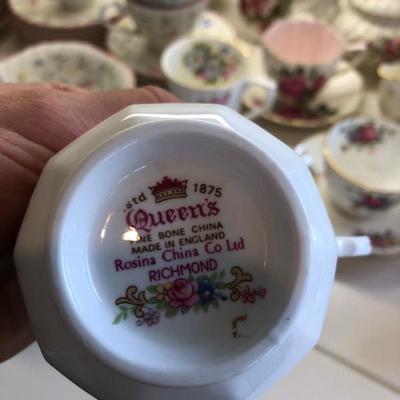 Estd 1875
Queen's
FINE BONE CHINA
MADE IN ENGLAND
Rosina China Co Ltd
RICHMOND